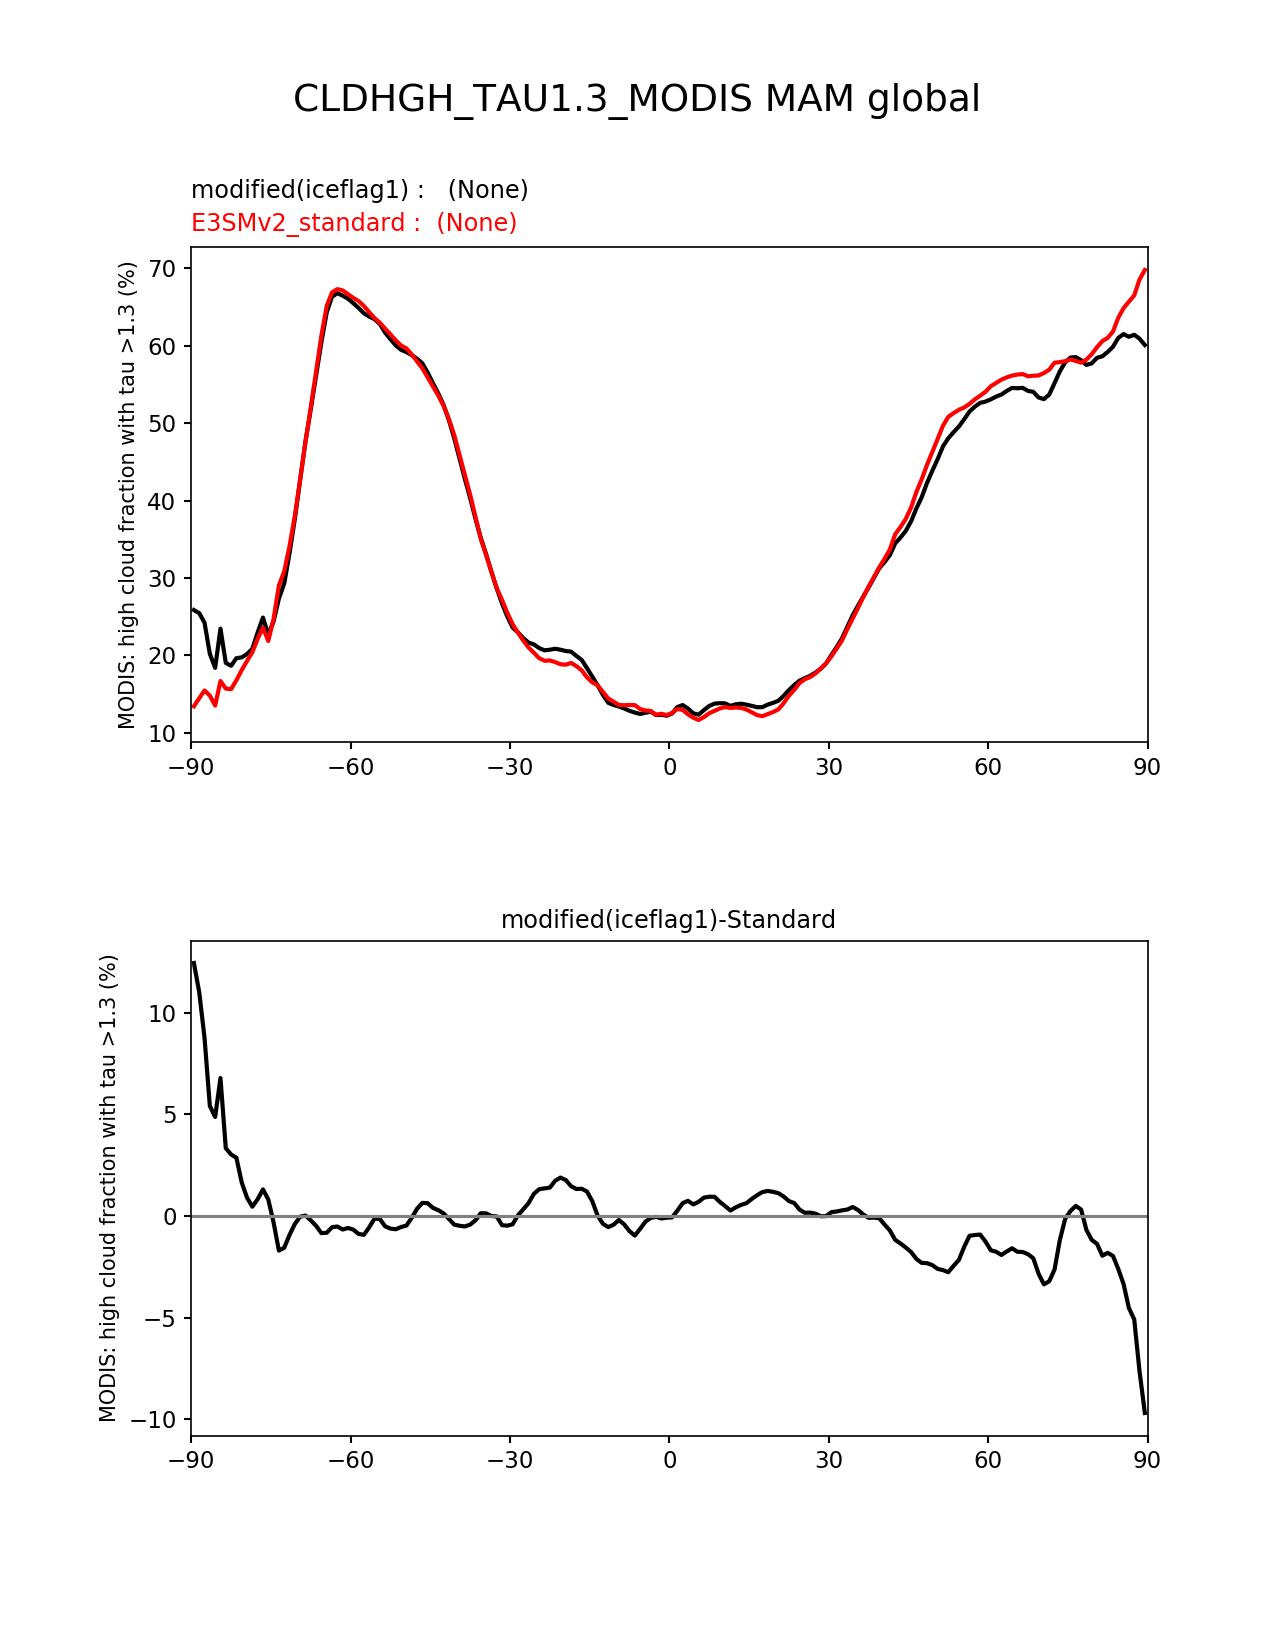 CLDHGH_TAU1.3_MODIS MAM global
modified(iceflag1) :   (None)
E3SMv2_standard :  (None)
MODIS: high cloud fraction with tau >1.3 (%)
70
60
50
40
30
20
10
−90 −60 −30 0 30 60 90
modified(iceflag1)-Standard
MODIS: high cloud fraction with tau >1.3 (%)
10
5
0
−5
−10
−90 −60 −30 0 30 60 90